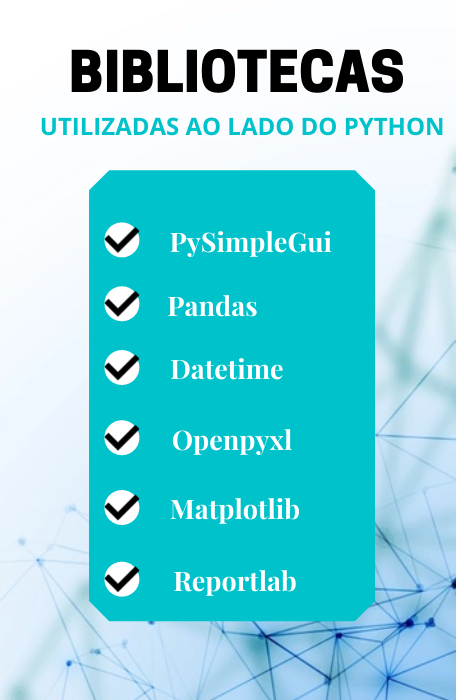 BIBLIOTECAS
UTILIZADAS AO LADO DO PYTHON
PySimpleGui
Pandas
Datetime
Openpyxl
Matplotlib
Reportlab